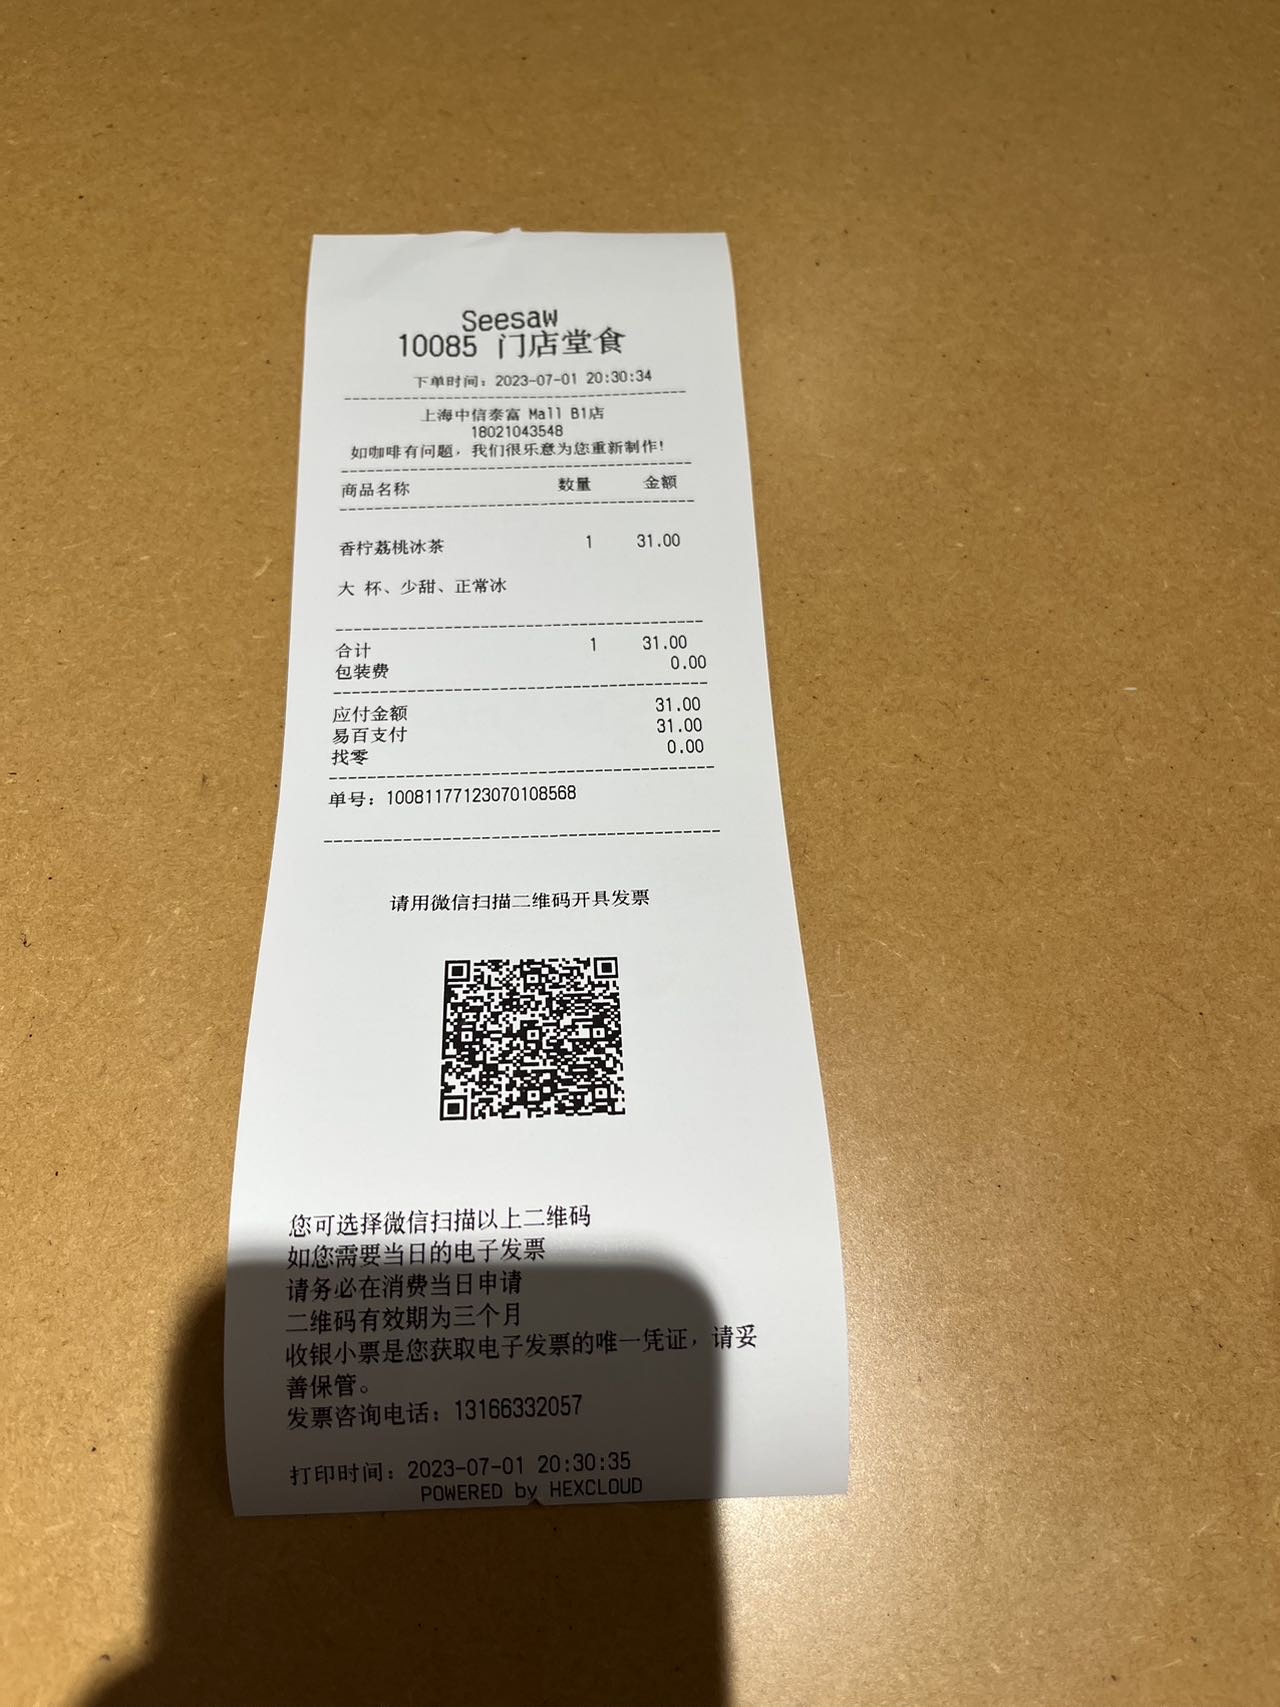 Seesaw
10085 门店堂食
下单时间：2023-07-01 20:30:34
上海中信泰富 Mall B1店
18021043548
如咖啡有问题，我们很乐意为您重新制作!
商品名称 数量 金额
香柠荔桃冰茶 1 31.00
大 杯、少甜、正常冰
合计 1 31.00
包装费 0.00
应付金额 31.00
易百支付 31.00
找零 0.00
单号：10081177123070108568
请用微信扫描二维码开具发票
您可选择微信扫描以上二维码
如您需要当日的电子发票
请务必在消费当日申请
二维码有效期为三个月
收银小票是您获取电子发票的唯一凭证，请妥
善保管。
发票咨询电话：13166332057
打印时间：2023-07-01 20:30:35
POWERED by HEXCLOUD